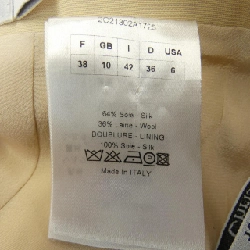 F GB I D USA
38 10 42 36 6
64% Soie - Silk
36% Laine - Wool
DOUBLURE - LINING
100% Soie - Silk
Made in ITALY